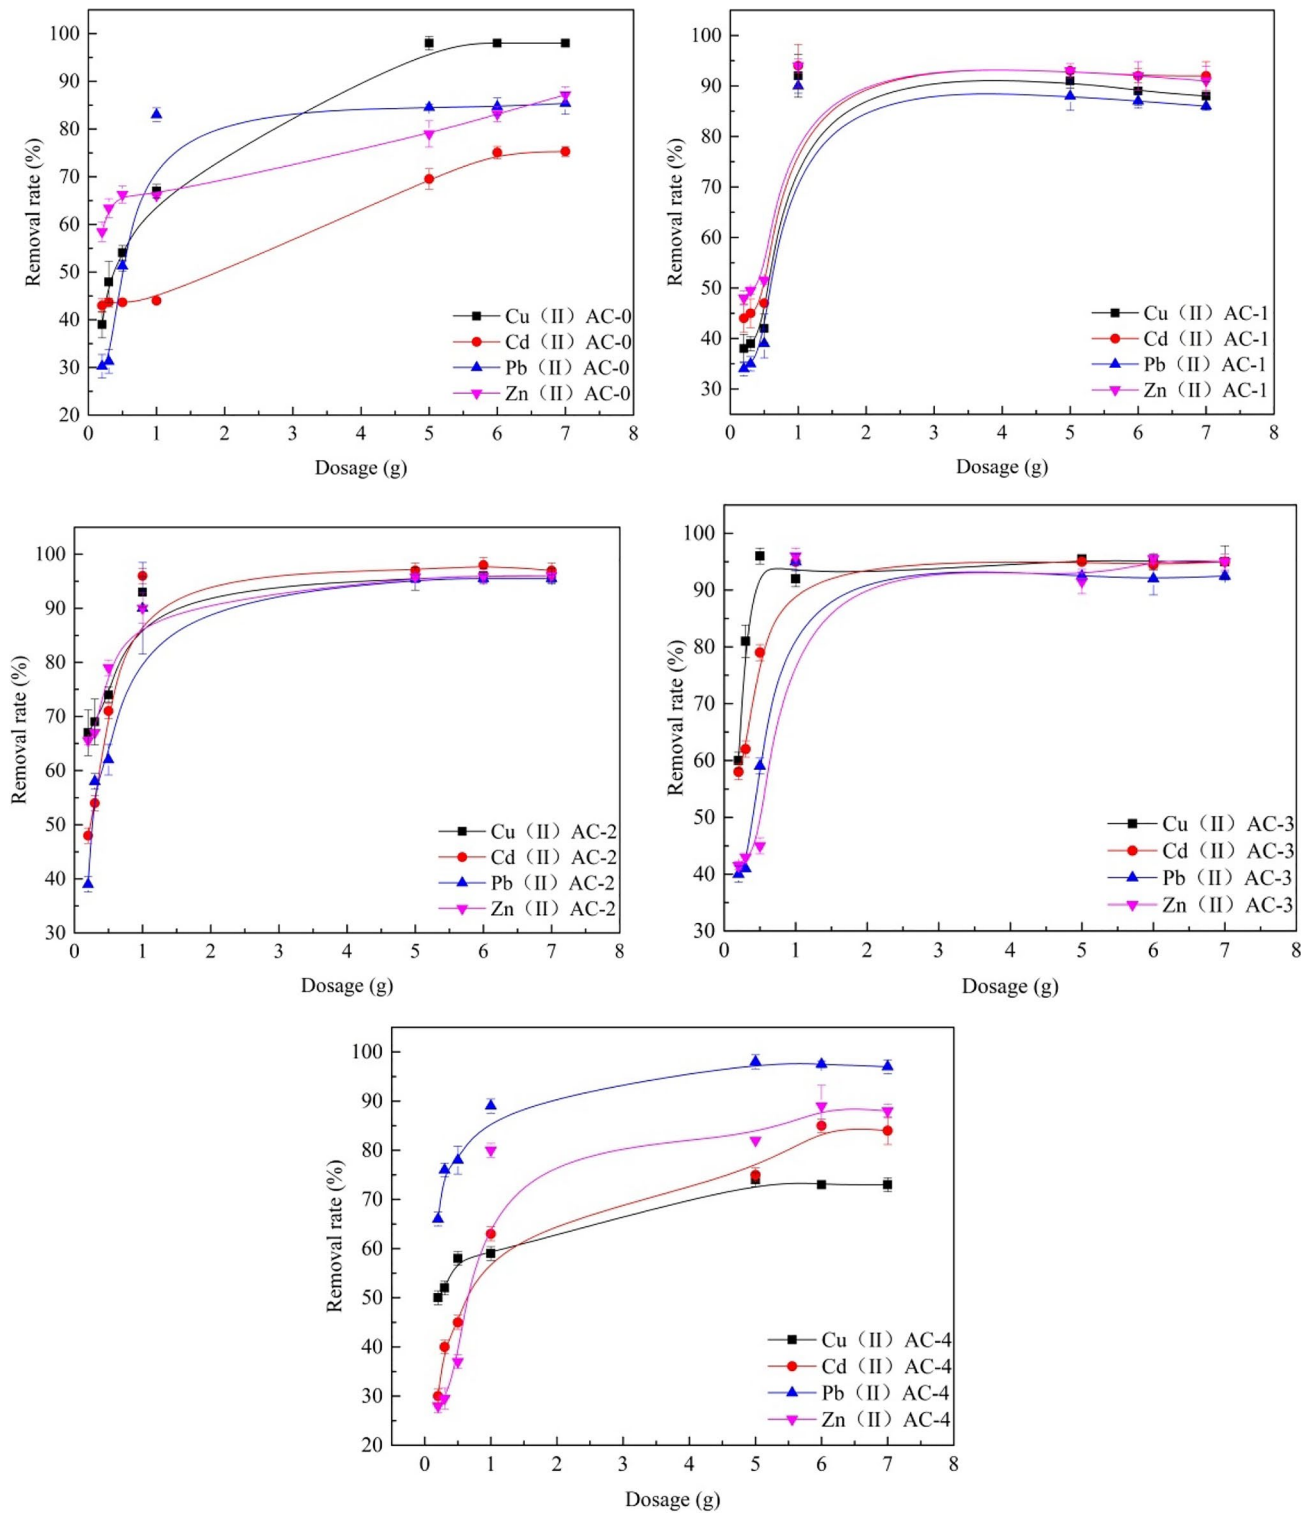 100
90
80
70
60
50
40
30
20
Removal rate (%)
Cu（II）AC-0
Cd（II）AC-0
Pb（II）AC-0
Zn（II）AC-0
0 1 2 3 4 5 6 7 8
Dosage (g)
100
90
80
70
60
50
40
30
Removal rate (%)
Cu（II）AC-1
Cd（II）AC-1
Pb（II）AC-1
Zn（II）AC-1
0 1 2 3 4 5 6 7 8
Dosage (g)
100
90
80
70
60
50
40
30
Removal rate (%)
Cu（II）AC-2
Cd（II）AC-2
Pb（II）AC-2
Zn（II）AC-2
0 1 2 3 4 5 6 7 8
Dosage (g)
100
90
80
70
60
50
40
30
Removal rate (%)
Cu（II）AC-3
Cd（II）AC-3
Pb（II）AC-3
Zn（II）AC-3
0 1 2 3 4 5 6 7 8
Dosage (g)
100
90
80
70
60
50
40
30
20
Removal rate (%)
Cu（II）AC-4
Cd（II）AC-4
Pb（II）AC-4
Zn（II）AC-4
0 1 2 3 4 5 6 7 8
Dosage (g)